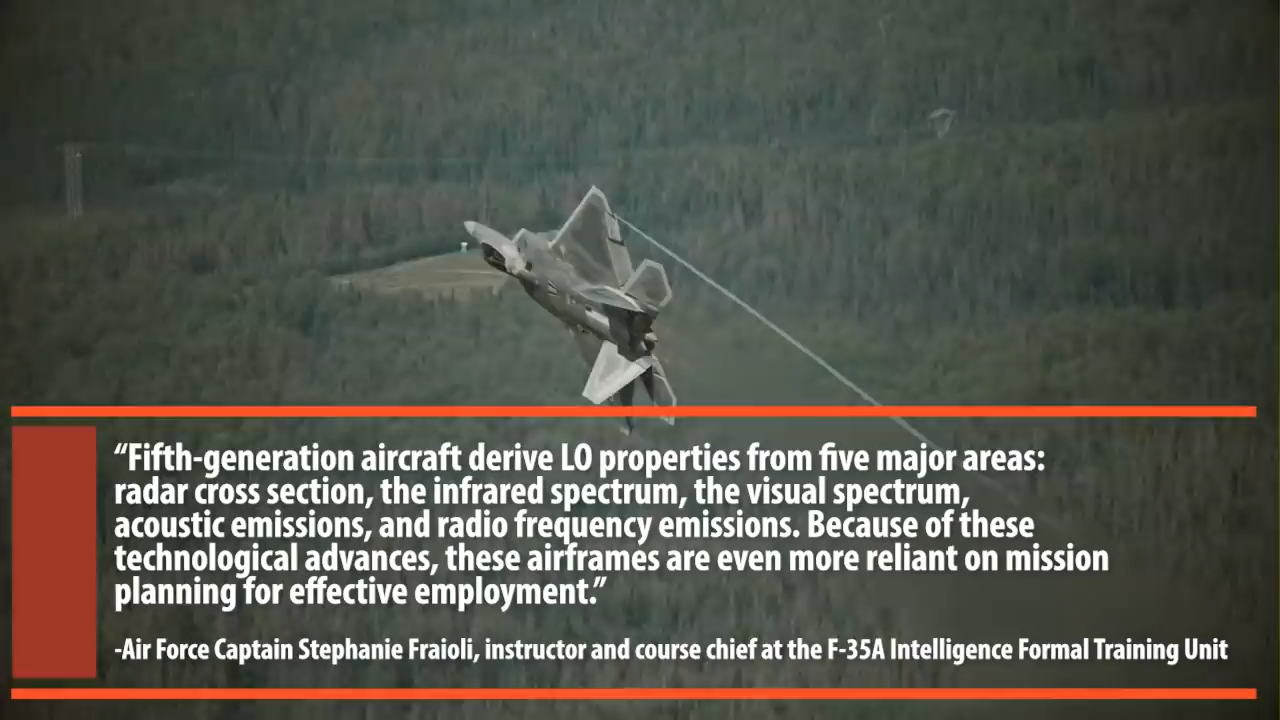 “Fifth-generation aircraft derive LO properties from five major areas:
radar cross section, the infrared spectrum, the visual spectrum,
acoustic emissions, and radio frequency emissions. Because of these
technological advances, these airframes are even more reliant on mission
planning for effective employment.”
-Air Force Captain Stephanie Fraioli, instructor and course chief at the F-35A Intelligence Formal Training Unit